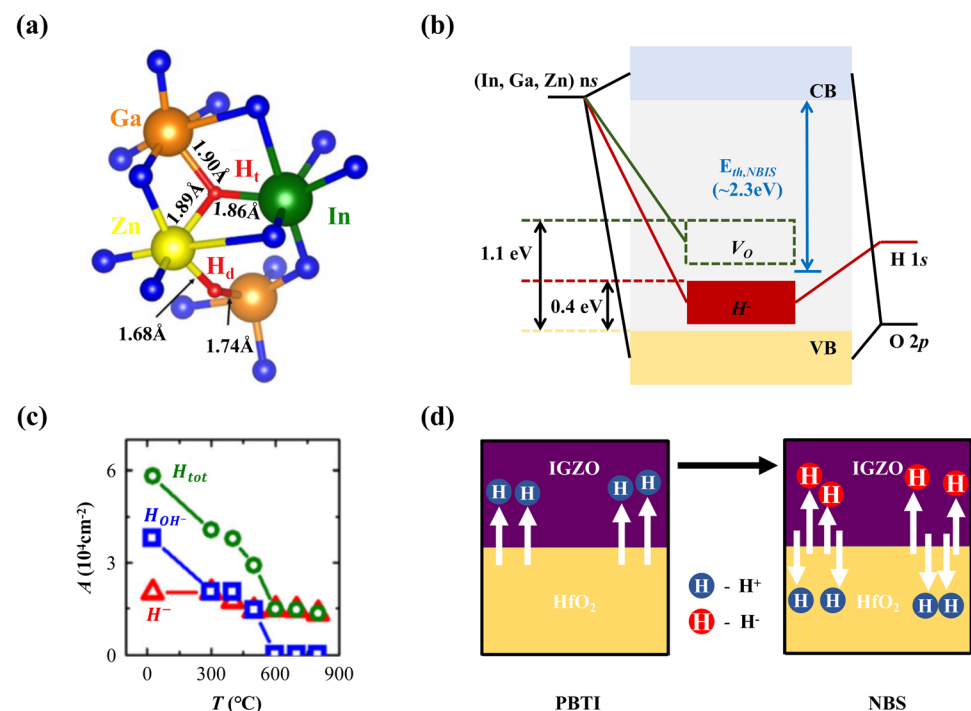 (a)
Ga
1.90Å
Ht
1.89Å
1.86Å
In
Zn
Hd
1.68Å
1.74Å
(b)
(In, Ga, Zn) ns
CB
Eth,NBIS
(~2.3eV)
VO
1.1 eV
H 1s
0.4 eV
H-
VB
O 2p
(c)
6
Htot
HOH-
3
H-
0
A (10⁴cm⁻²)
0 300 600 900
T (°C)
(d)
IGZO
H H H H
HfO2
PBTI
H - H+
H - H-
IGZO
H H H H
H H HfO2 H H
NBS